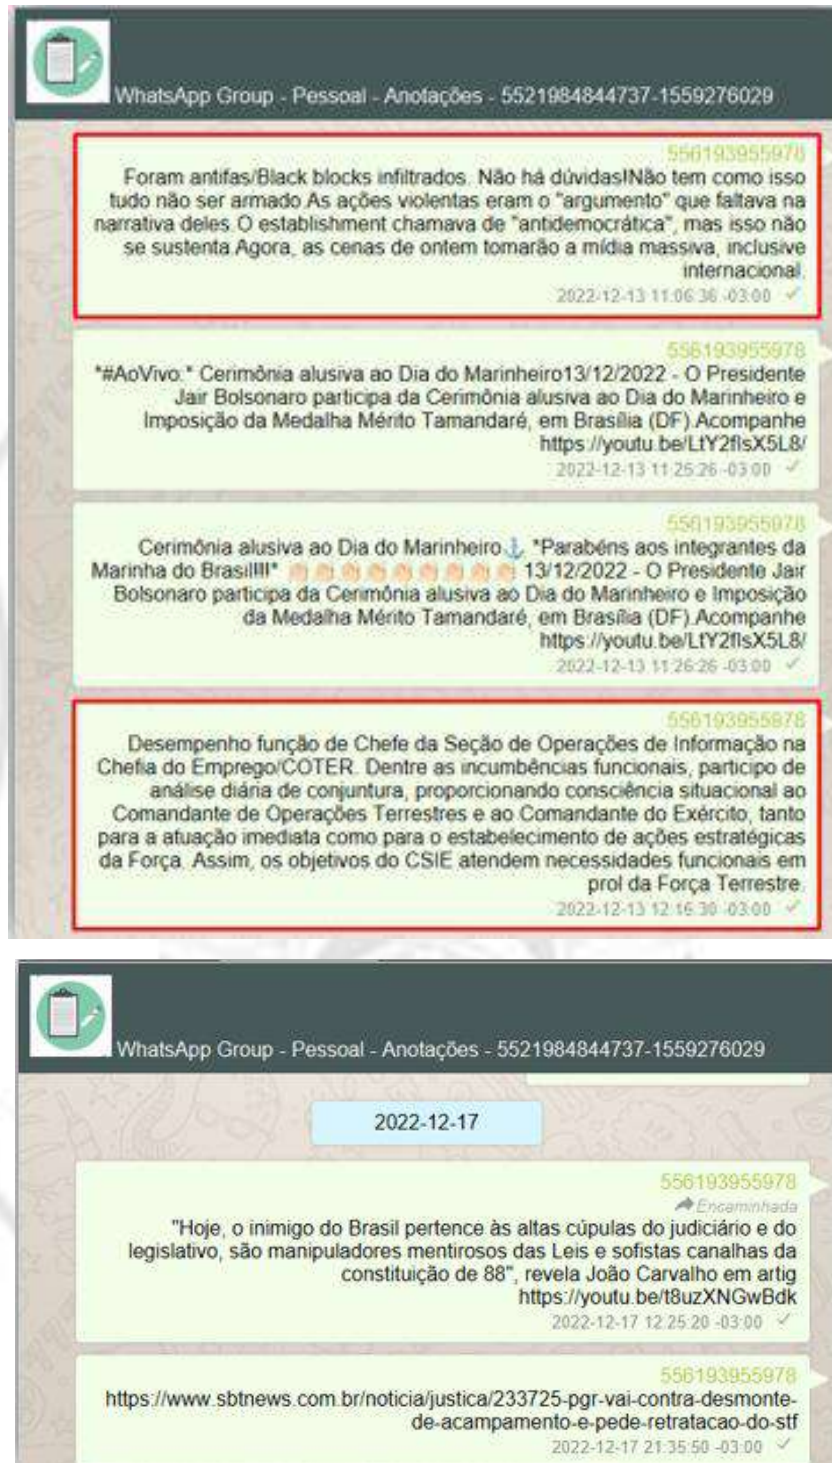 WhatsApp Group - Pessoal - Anotações - 5521984844737-1559276029
556193955978
Foram antifas/Black blocks infiltrados. Não há dúvidas!Não tem como isso
tudo não ser armado.As ações violentas eram o "argumento" que faltava na
narrativa deles.O establishment chamava de "antidemocrática", mas isso não
se sustenta.Agora, as cenas de ontem tomarão a mídia massiva, inclusive
internacional.
2022-12-13 11:06:36 -03:00 ✓
556193955978
"#AoVivo:* Cerimônia alusiva ao Dia do Marinheiro13/12/2022 - O Presidente
Jair Bolsonaro participa da Cerimônia alusiva ao Dia do Marinheiro e
Imposição da Medalha Mérito Tamandaré, em Brasília (DF).Acompanhe
https://youtu.be/LtY2flsX5L8/
2022-12-13 11:25:26 -03:00 ✓
556193955978
Cerimônia alusiva ao Dia do Marinheiro⚓ *Parabéns aos integrantes da
Marinha do Brasil!!!* 👏🏻👏🏻👏🏻👏🏻👏🏻👏🏻👏🏻👏🏻👏🏻 13/12/2022 - O Presidente Jair
Bolsonaro participa da Cerimônia alusiva ao Dia do Marinheiro e Imposição
da Medalha Mérito Tamandaré, em Brasília (DF).Acompanhe
https://youtu.be/LtY2flsX5L8/
2022-12-13 11:26:26 -03:00 ✓
556193955978
Desempenho função de Chefe da Seção de Operações de Informação na
Chefia do Emprego/COTER. Dentre as incumbências funcionais, participo de
análise diária de conjuntura, proporcionando consciência situacional ao
Comandante de Operações Terrestres e ao Comandante do Exército, tanto
para a atuação imediata como para o estabelecimento de ações estratégicas
da Força. Assim, os objetivos do CSIE atendem necessidades funcionais em
prol da Força Terrestre.
2022-12-13 12:16:30 -03:00 ✓
WhatsApp Group - Pessoal - Anotações - 5521984844737-1559276029
2022-12-17
556193955978
Encaminhada
"Hoje, o inimigo do Brasil pertence às altas cúpulas do judiciário e do
legislativo, são manipuladores mentirosos das Leis e sofistas canalhas da
constituição de 88", revela João Carvalho em artig
https://youtu.be/t8uzXNGwBdk
2022-12-17 12:25:20 -03:00 ✓
556193955978
https://www.sbtnews.com.br/noticia/justica/233725-pgr-vai-contra-desmonte-
de-acampamento-e-pede-retratacao-do-stf
2022-12-17 21:35:50 -03:00 ✓